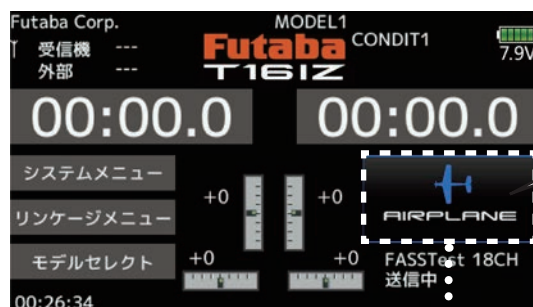 Futaba Corp.
MODEL1
受信機 ---
外部 ---
Futaba
T16IZ
CONDIT1
7.9V
00:00.0
00:00.0
システムメニュー
リンケージメニュー
モデルセレクト
+0
+0
+0
+0
AIRPLANE
FASSTest 18CH
送信中
00:26:34